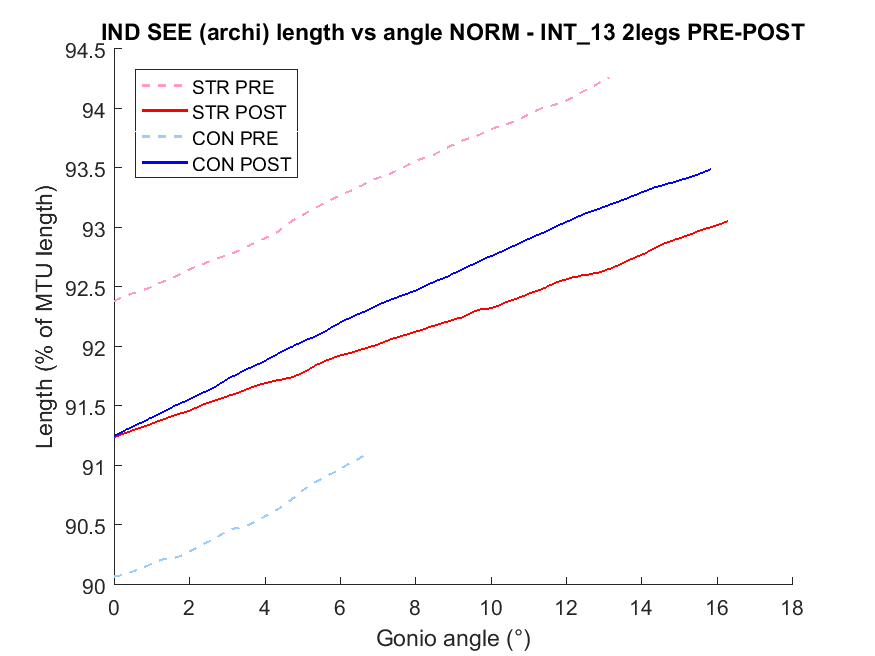 IND SEE (archi) length vs angle NORM - INT_13 2legs PRE-POST
STR PRE
STR POST
CON PRE
CON POST
Length (% of MTU length)
94.5
94
93.5
93
92.5
92
91.5
91
90.5
90
0 2 4 6 8 10 12 14 16 18
Gonio angle (°)